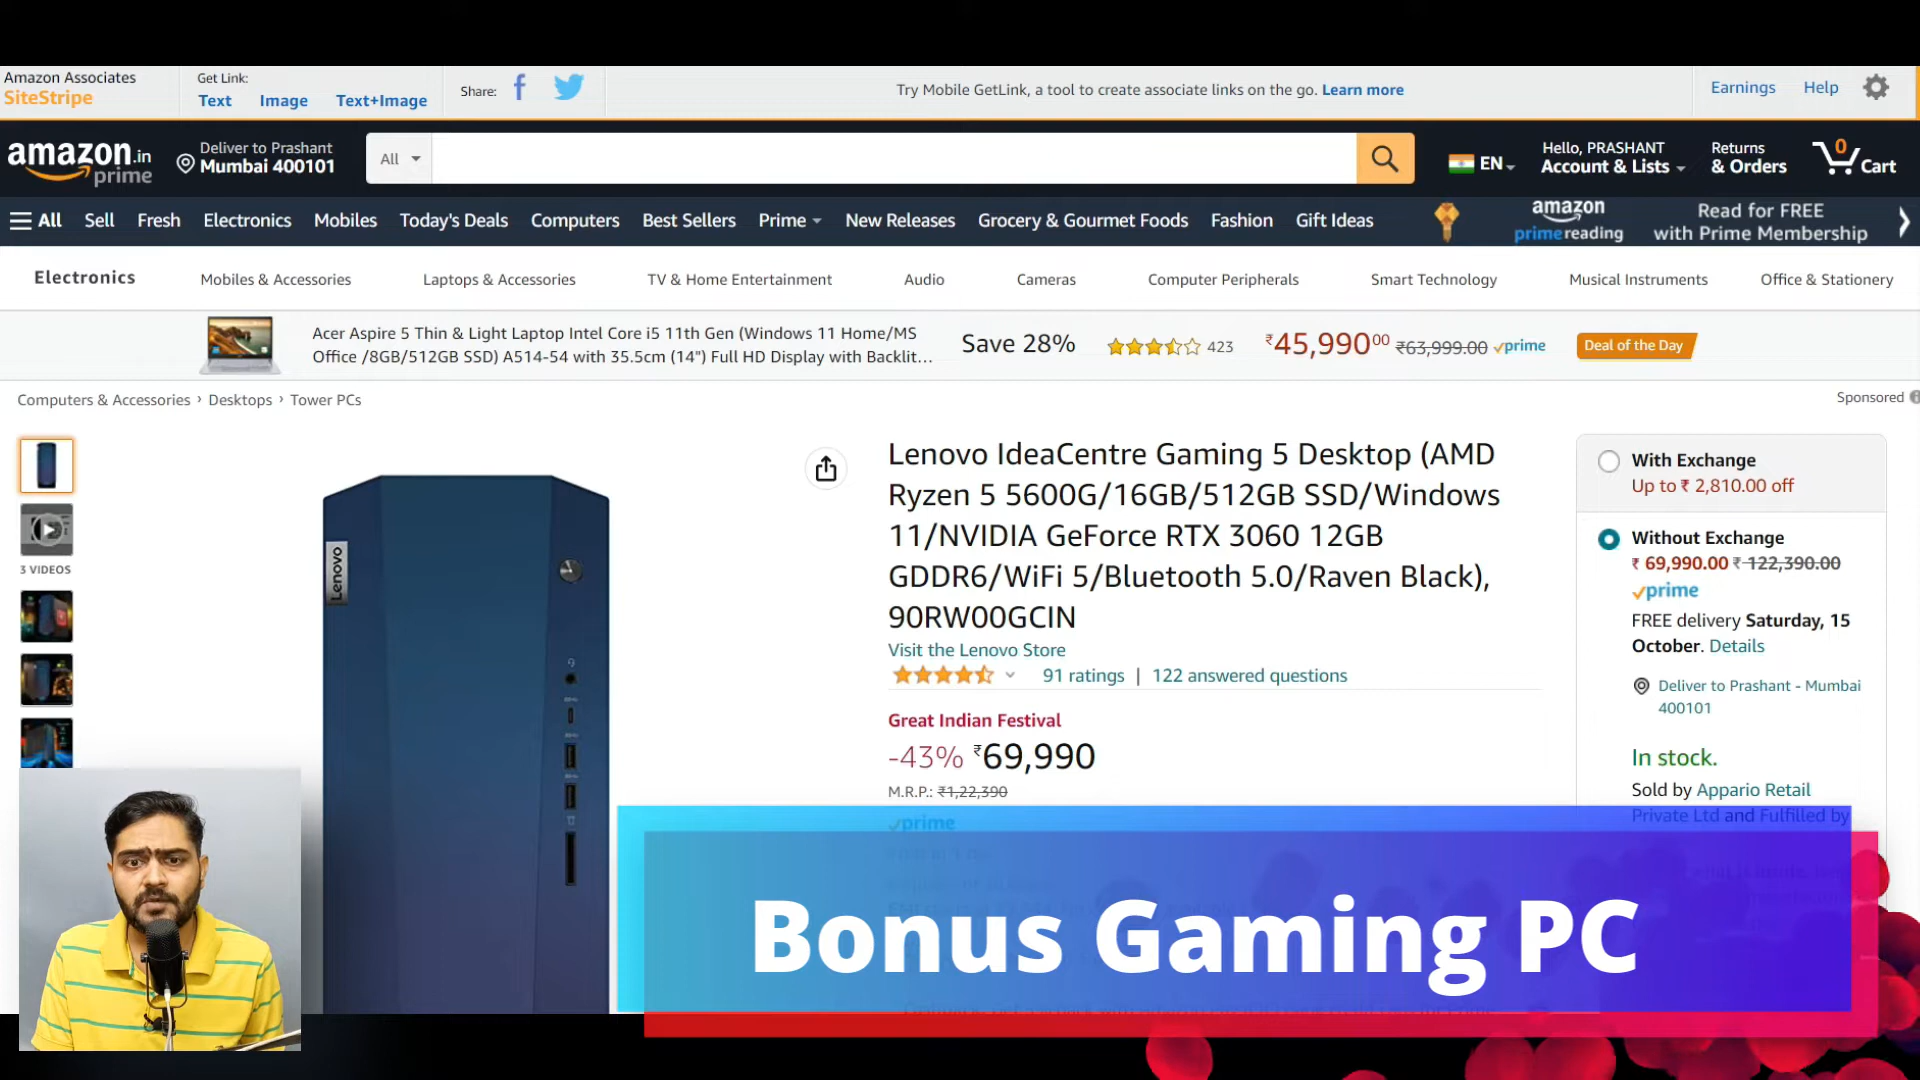 Amazon Associates
SiteStripe
Get Link:
Text Image Text+Image
Share:
Try Mobile GetLink, a tool to create associate links on the go. Learn more
Earnings Help
amazon.in
prime
Deliver to Prashant
Mumbai 400101
All
EN
Hello, PRASHANT
Account & Lists
Returns
& Orders
0
Cart
All Sell Fresh Electronics Mobiles Today's Deals Computers Best Sellers Prime New Releases Grocery & Gourmet Foods Fashion Gift Ideas
amazon
prime reading
Read for FREE
with Prime Membership
Electronics Mobiles & Accessories Laptops & Accessories TV & Home Entertainment Audio Cameras Computer Peripherals Smart Technology Musical Instruments Office & Stationery
Acer Aspire 5 Thin & Light Laptop Intel Core i5 11th Gen (Windows 11 Home/MS
Office /8GB/512GB SSD) A514-54 with 35.5cm (14") Full HD Display with Backlit...
Save 28%
423
₹45,99000 ₹63,999.00 prime
Deal of the Day
Computers & Accessories › Desktops › Tower PCs
Sponsored
3 VIDEOS
Lenovo
Lenovo IdeaCentre Gaming 5 Desktop (AMD
Ryzen 5 5600G/16GB/512GB SSD/Windows
11/NVIDIA GeForce RTX 3060 12GB
GDDR6/WiFi 5/Bluetooth 5.0/Raven Black),
90RW00GCIN
Visit the Lenovo Store
91 ratings | 122 answered questions
Great Indian Festival
-43% ₹69,990
M.R.P.: ₹1,22,390
prime
With Exchange
Up to ₹ 2,810.00 off
Without Exchange
₹ 69,990.00 ₹ 122,390.00
prime
FREE delivery Saturday, 15
October. Details
Deliver to Prashant - Mumbai
400101
In stock.
Sold by Appario Retail
Private Ltd and Fulfilled by
Bonus Gaming PC